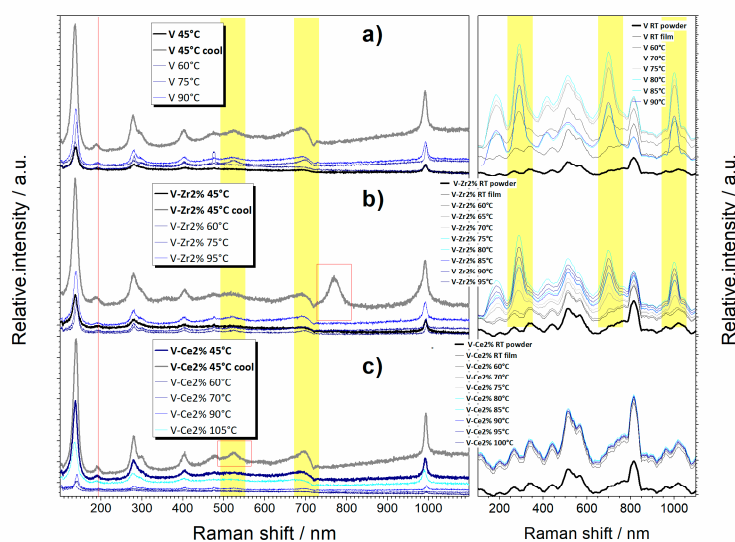 a)
V 45°C
V 45°C cool
V 60°C
V 75°C
V 90°C
V RT powder
V RT film
V 60°C
V 70°C
V 75°C
V 80°C
V 85°C
V 90°C
Relative.intensity / a.u.
Relative.intensity / a.u.
b)
V-Zr2% 45°C
V-Zr2% 45°C cool
V-Zr2% 60°C
V-Zr2% 75°C
V-Zr2% 95°C
V-Zr2% RT powder
V-Zr2% RT film
V-Zr2% 60°C
V-Zr2% 65°C
V-Zr2% 70°C
V-Zr2% 75°C
V-Zr2% 80°C
V-Zr2% 85°C
V-Zr2% 90°C
V-Zr2% 95°C
c)
V-Ce2% 45°C
V-Ce2% 45°C cool
V-Ce2% 60°C
V-Ce2% 70°C
V-Ce2% 90°C
V-Ce2% 105°C
V-Ce2% RT powder
V-Ce2% RT film
V-Ce2% 60°C
V-Ce2% 70°C
V-Ce2% 75°C
V-Ce2% 80°C
V-Ce2% 85°C
V-Ce2% 90°C
V-Ce2% 95°C
V-Ce2% 100°C
200 300 400 500 600 700 800 900 1000
200 400 600 800 1000
Raman shift / nm
Raman shift / nm